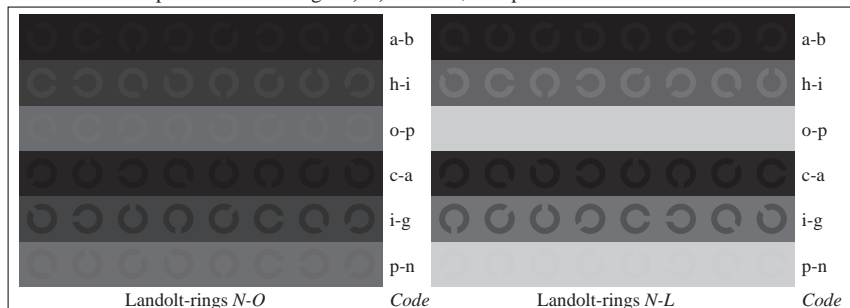 a-b a-b
h-i h-i
o-p o-p
c-a c-a
i-g i-g
p-n p-n
Landolt-rings N-O Code Landolt-rings N-L Code